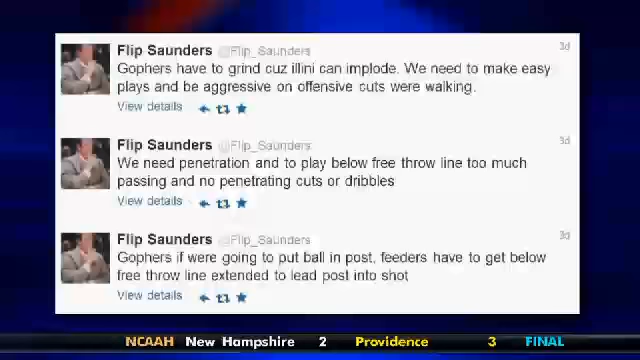 Flip Saunders @Flip_Saunders 3d
Gophers have to grind cuz illini can implode. We need to make easy
plays and be aggressive on offensive cuts were walking.
View details
Flip Saunders @Flip_Saunders 3d
We need penetration and to play below free throw line too much
passing and no penetrating cuts or dribbles
View details
Flip Saunders @Flip_Saunders 3d
Gophers if were going to put ball in post, feeders have to get below
free throw line extended to lead post into shot
View details
NCAAH New Hampshire 2 Providence 3 FINAL